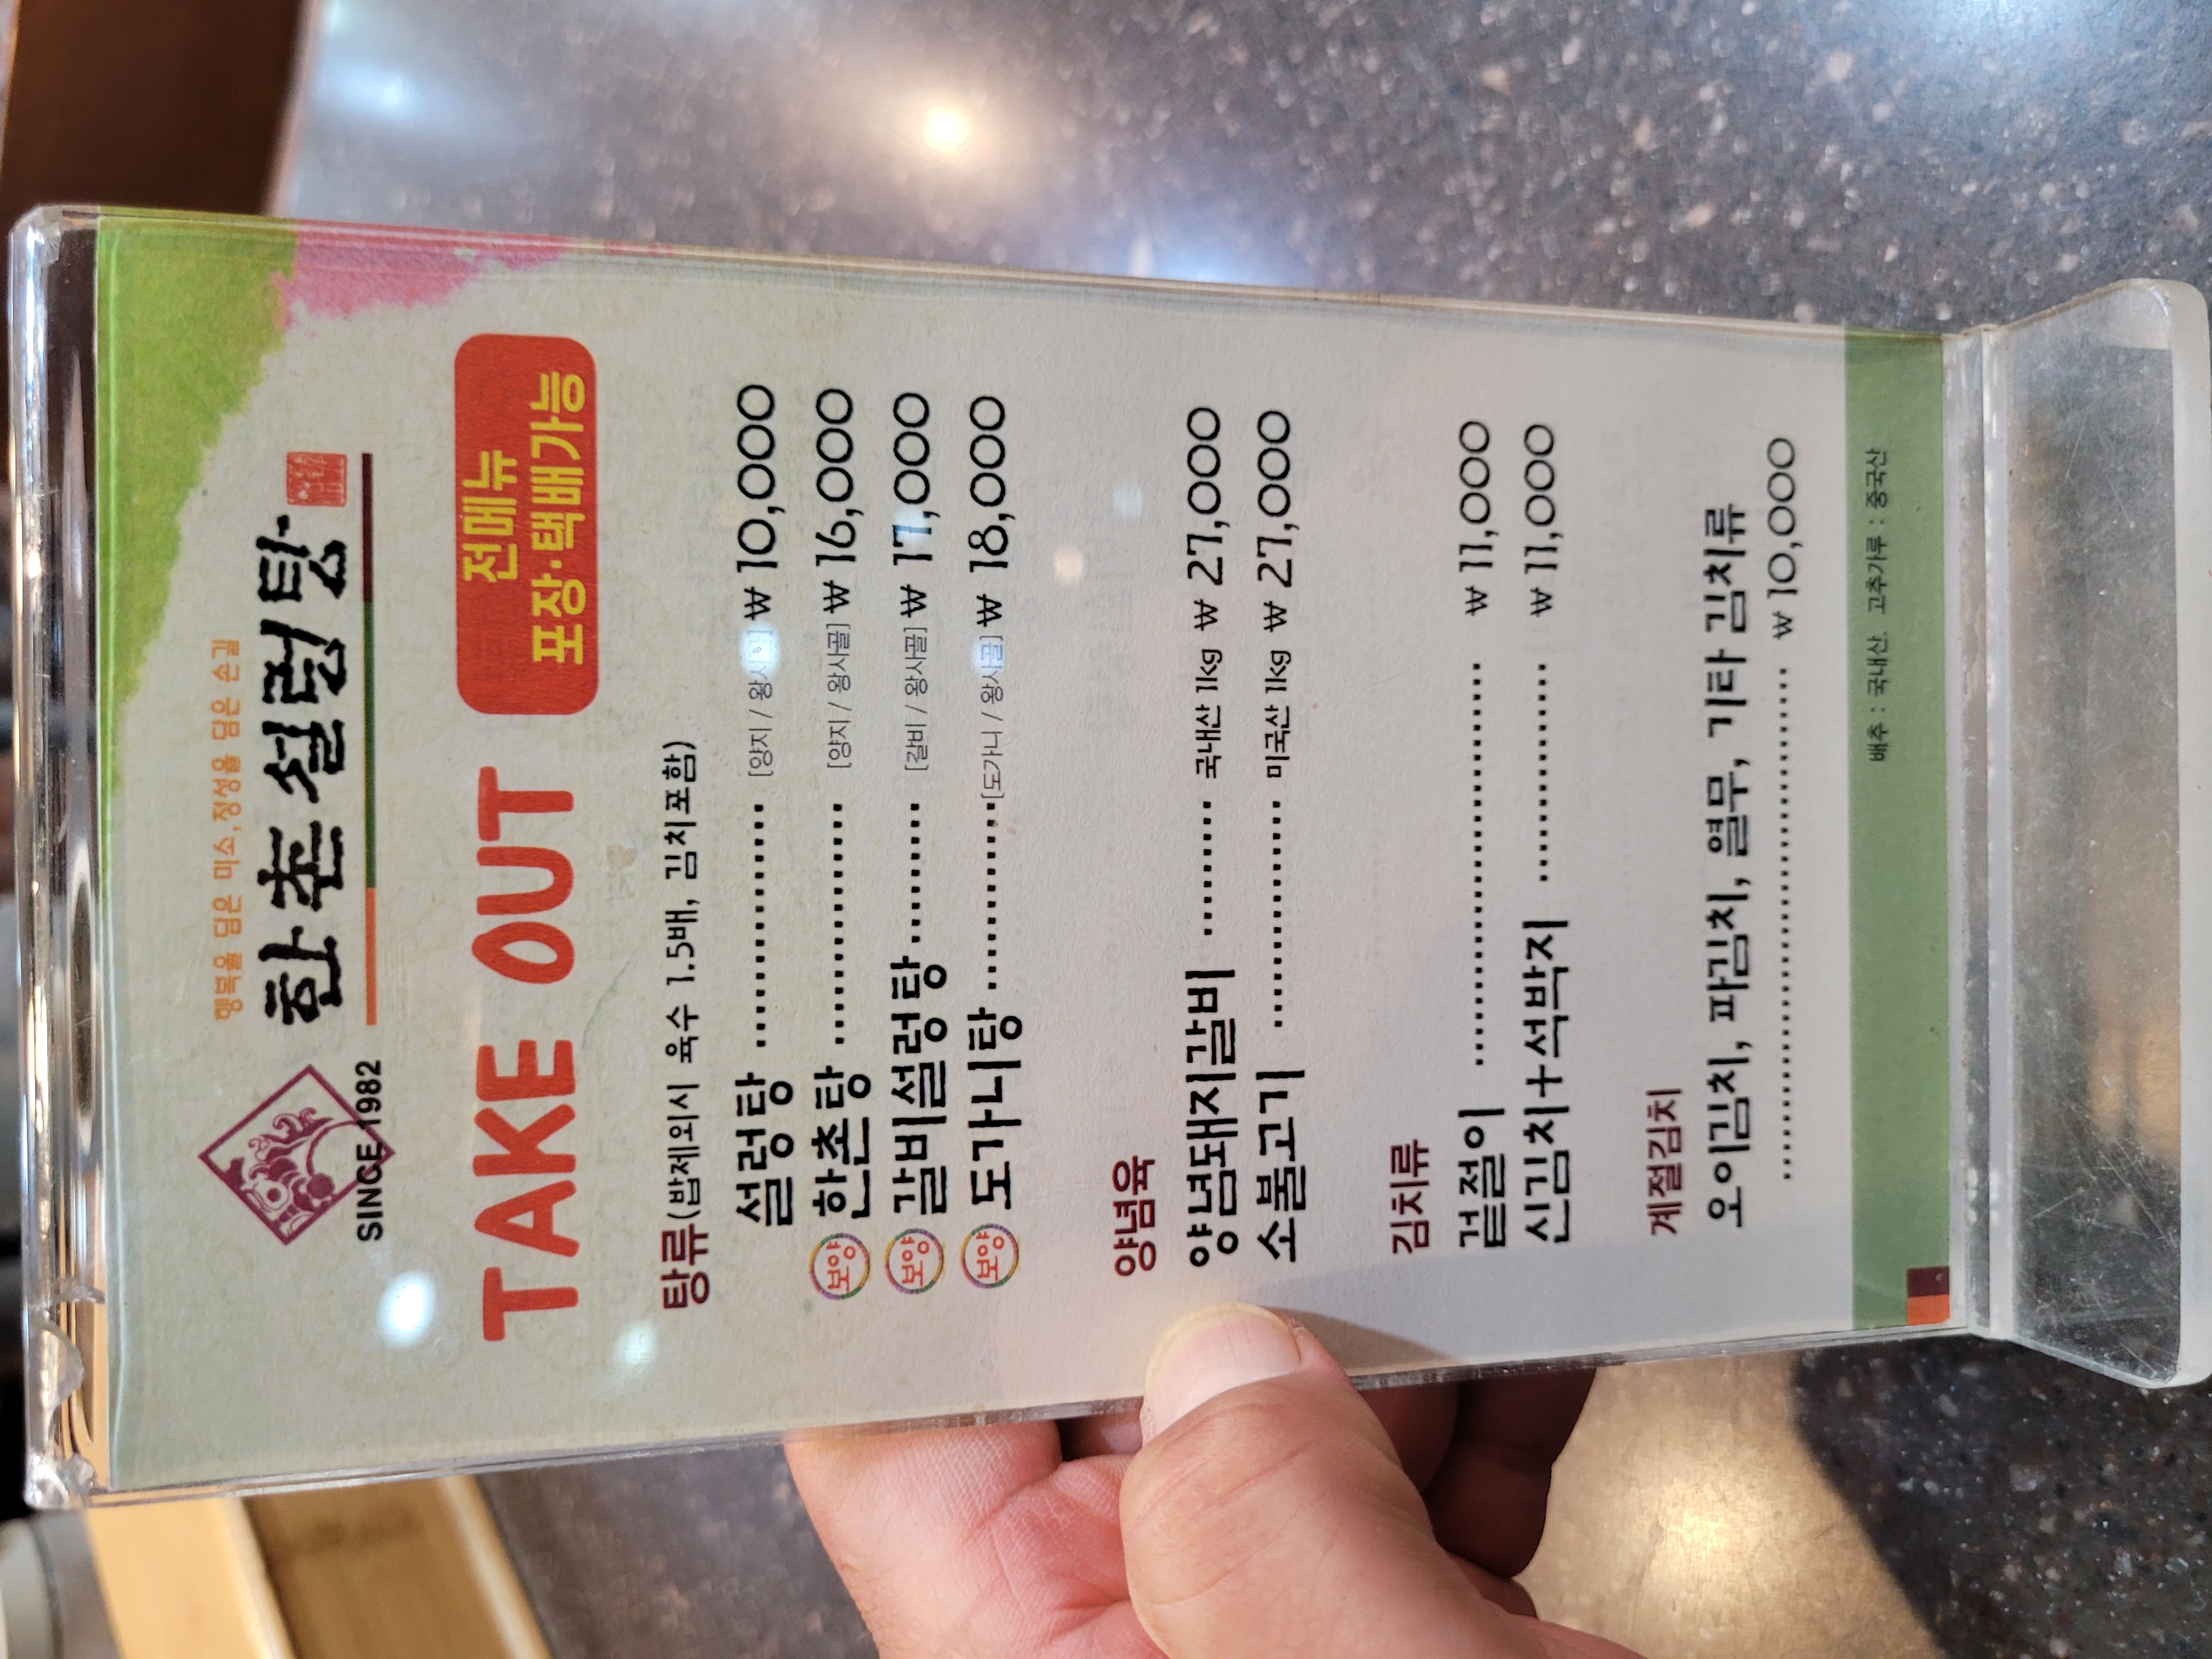 행복을 담은 미소, 정성을 담은 손길
한촌설렁탕
SINCE 1982
TAKE OUT
전메뉴
포장·택배가능
탕류(밥제외시 육수 1.5배, 김치포함)
설렁탕 ············· [양지 / 왕사골] ₩ 10,000
보양 한촌탕 ············· [양지 / 왕사골] ₩ 16,000
보양 갈비설렁탕 ········· [갈비 / 왕사골] ₩ 17,000
보양 도가니탕 ··········· [도가니 / 왕사골] ₩ 18,000
양념육
양념돼지갈비 ········· 국내산 1kg ₩ 27,000
소불고기 ·············· 미국산 1kg ₩ 27,000
김치류
겉절이 ························· ₩ 11,000
신김치+석박지 ·············· ₩ 11,000
계절김치
오이김치, 파김치, 열무, 기타 김치류
································ ₩ 10,000
배추 : 국내산. 고추가루 : 중국산